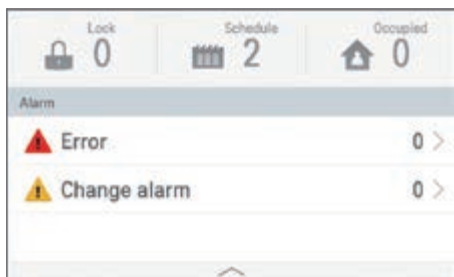 Lock Schedule Occupied
0 2 0
Alarm
Error 0 >
Change alarm 0 >